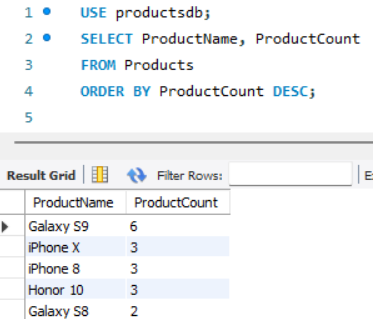 1 USE productsdb;
2 SELECT ProductName, ProductCount
3 FROM Products
4 ORDER BY ProductCount DESC;
5
Result Grid Filter Rows:
ProductName ProductCount
Galaxy S9 6
iPhone X 3
iPhone 8 3
Honor 10 3
Galaxy S8 2